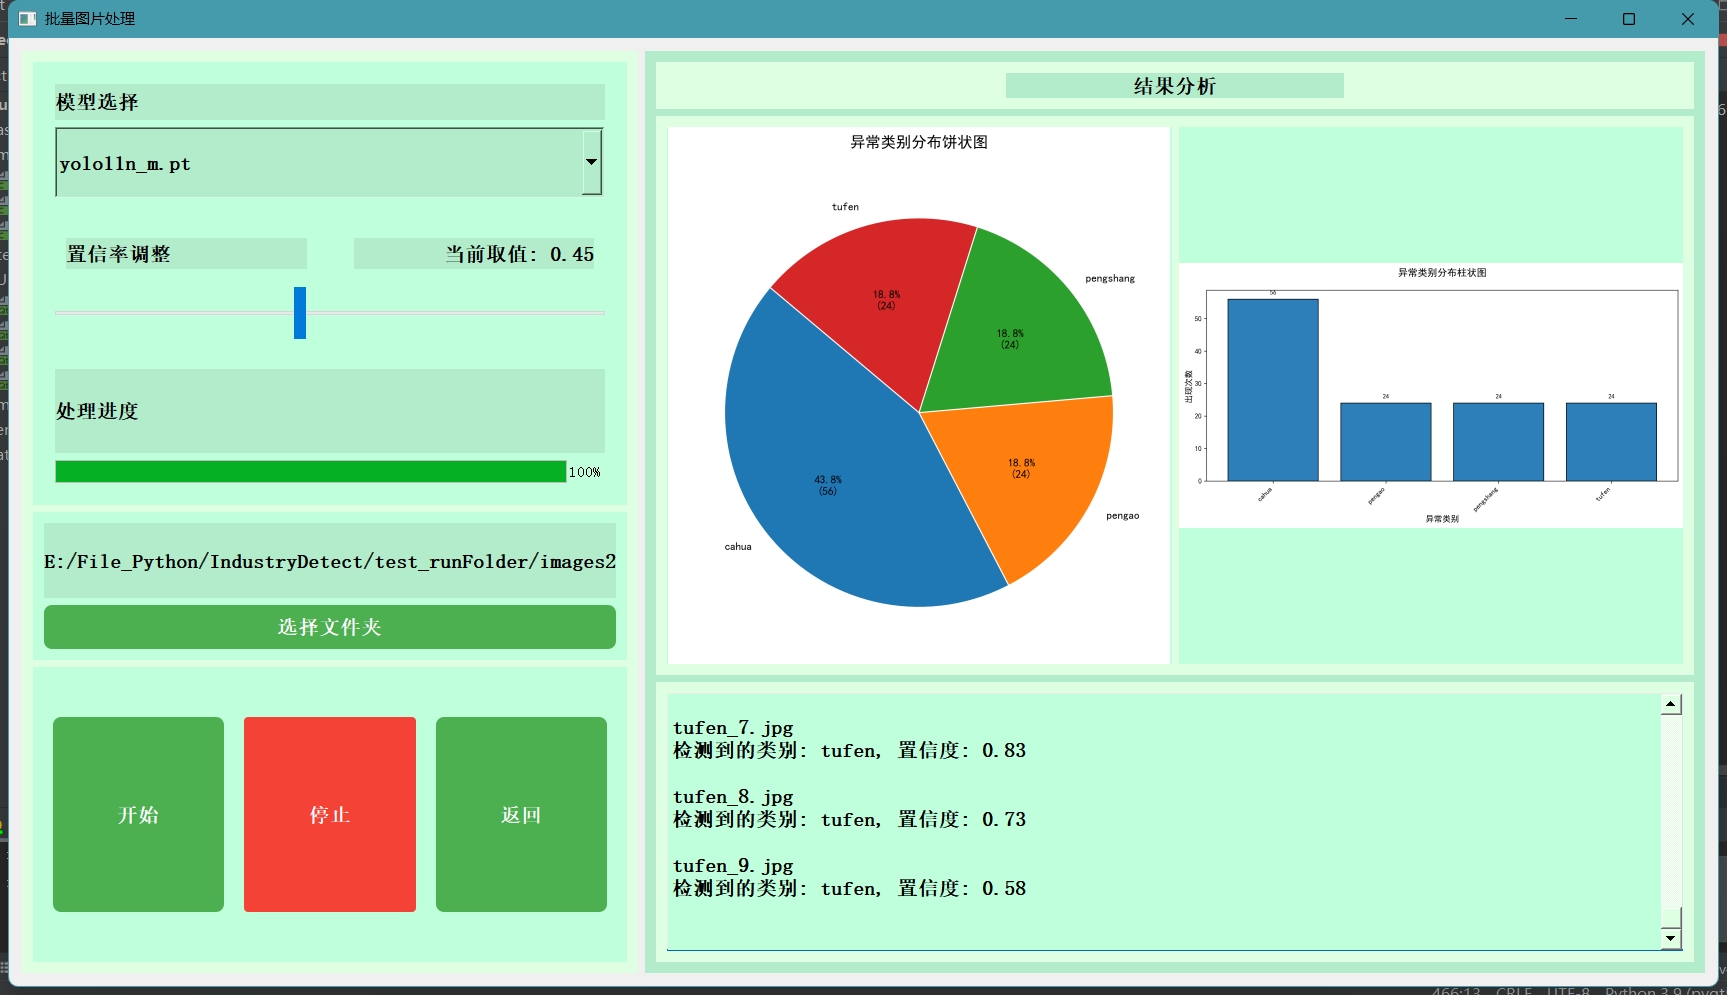 批量图片处理
模型选择
yolo11n_m.pt
置信率调整
当前取值: 0.45
处理进度
100%
E:/File_Python/IndustryDetect/test_runFolder/images2
选择文件夹
开始
停止
返回
结果分析
异常类别分布饼状图
tufen
18.8%
(24)
pengshang
18.8%
(24)
18.8%
(24)
pengao
43.8%
(56)
cahua
异常类别分布柱状图
出现次数
50
40
30
20
10
0
56
24
24
24
cahua
pengao
pengshang
tufen
异常类别
tufen_7.jpg
检测到的类别: tufen, 置信度: 0.83
tufen_8.jpg
检测到的类别: tufen, 置信度: 0.73
tufen_9.jpg
检测到的类别: tufen, 置信度: 0.58